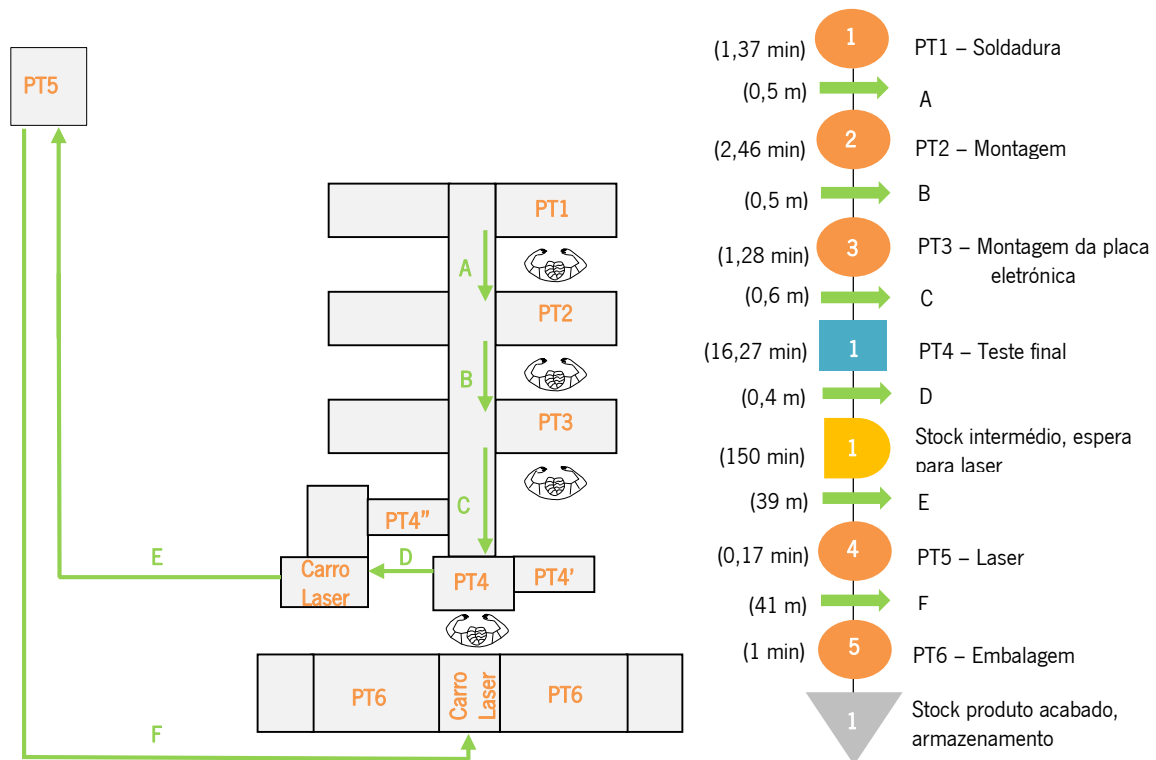 PT5
PT1
A
PT2
B
PT3
C
PT4”
E
D
Carro
Laser
PT4
PT4’
PT6
Carro
Laser
PT6
F
1
(1,37 min)
PT1 – Soldadura
(0,5 m)
A
2
(2,46 min)
PT2 – Montagem
(0,5 m)
B
3
(1,28 min)
PT3 – Montagem da placa
eletrónica
(0,6 m)
C
(16,27 min)
1
PT4 – Teste final
(0,4 m)
D
(150 min)
1
Stock intermédio, espera
para laser
(39 m)
E
(0,17 min)
4
PT5 – Laser
(41 m)
F
(1 min)
5
PT6 – Embalagem
1
Stock produto acabado,
armazenamento